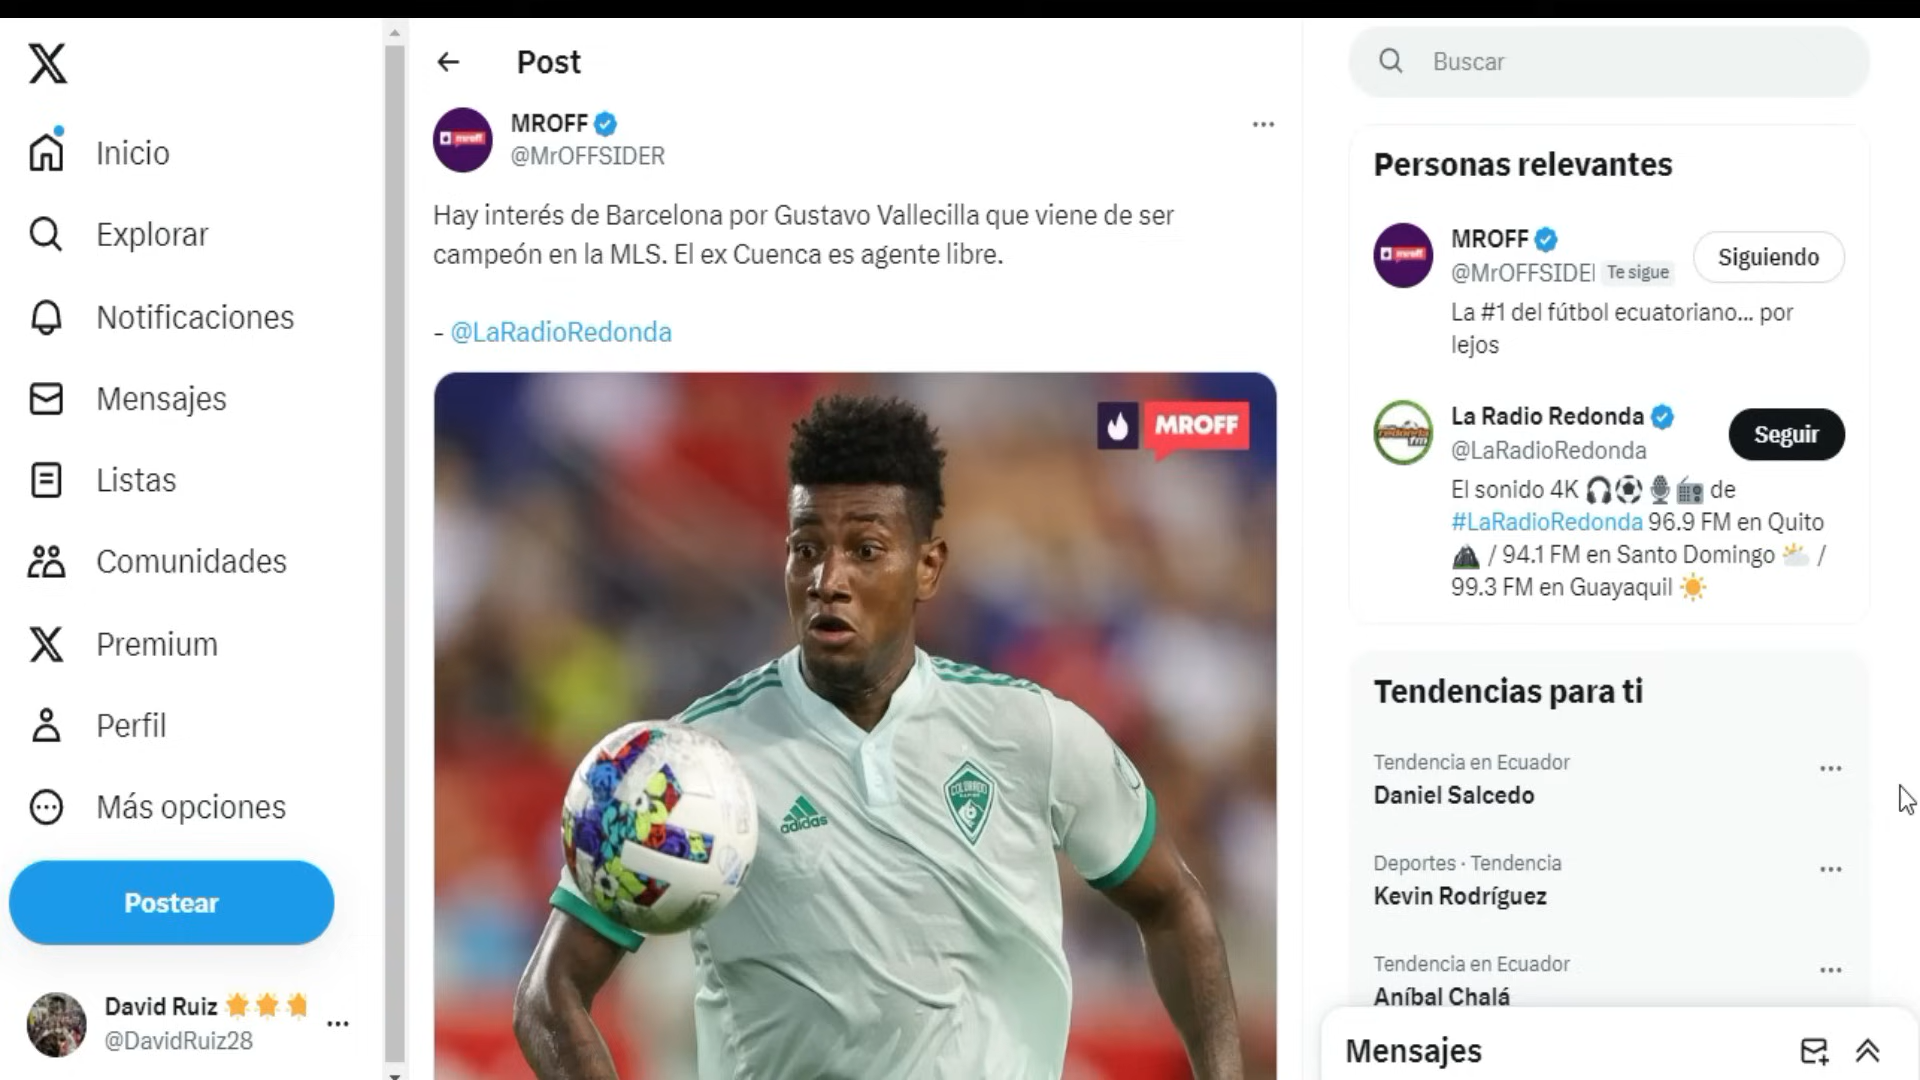 Inicio
Explorar
Notificaciones
Mensajes
Listas
Comunidades
Premium
Perfil
Más opciones
Postear
David Ruiz
@DavidRuiz28
Post
MROFF
@MrOFFSIDER
Hay interés de Barcelona por Gustavo Vallecilla que viene de ser
campeón en la MLS. El ex Cuenca es agente libre.
- @LaRadioRedonda
MROFF
COLORADO
adidas
Buscar
Personas relevantes
MROFF
@MrOFFSIDE Te sigue
Siguiendo
La #1 del fútbol ecuatoriano... por
lejos
La Radio Redonda
@LaRadioRedonda
Seguir
El sonido 4K 🎧⚽🎙️📻 de
#LaRadioRedonda 96.9 FM en Quito
🌋 / 94.1 FM en Santo Domingo 🌥️ /
99.3 FM en Guayaquil ☀️
Tendencias para ti
Tendencia en Ecuador
Daniel Salcedo
Deportes · Tendencia
Kevin Rodríguez
Tendencia en Ecuador
Aníbal Chalá
Mensajes